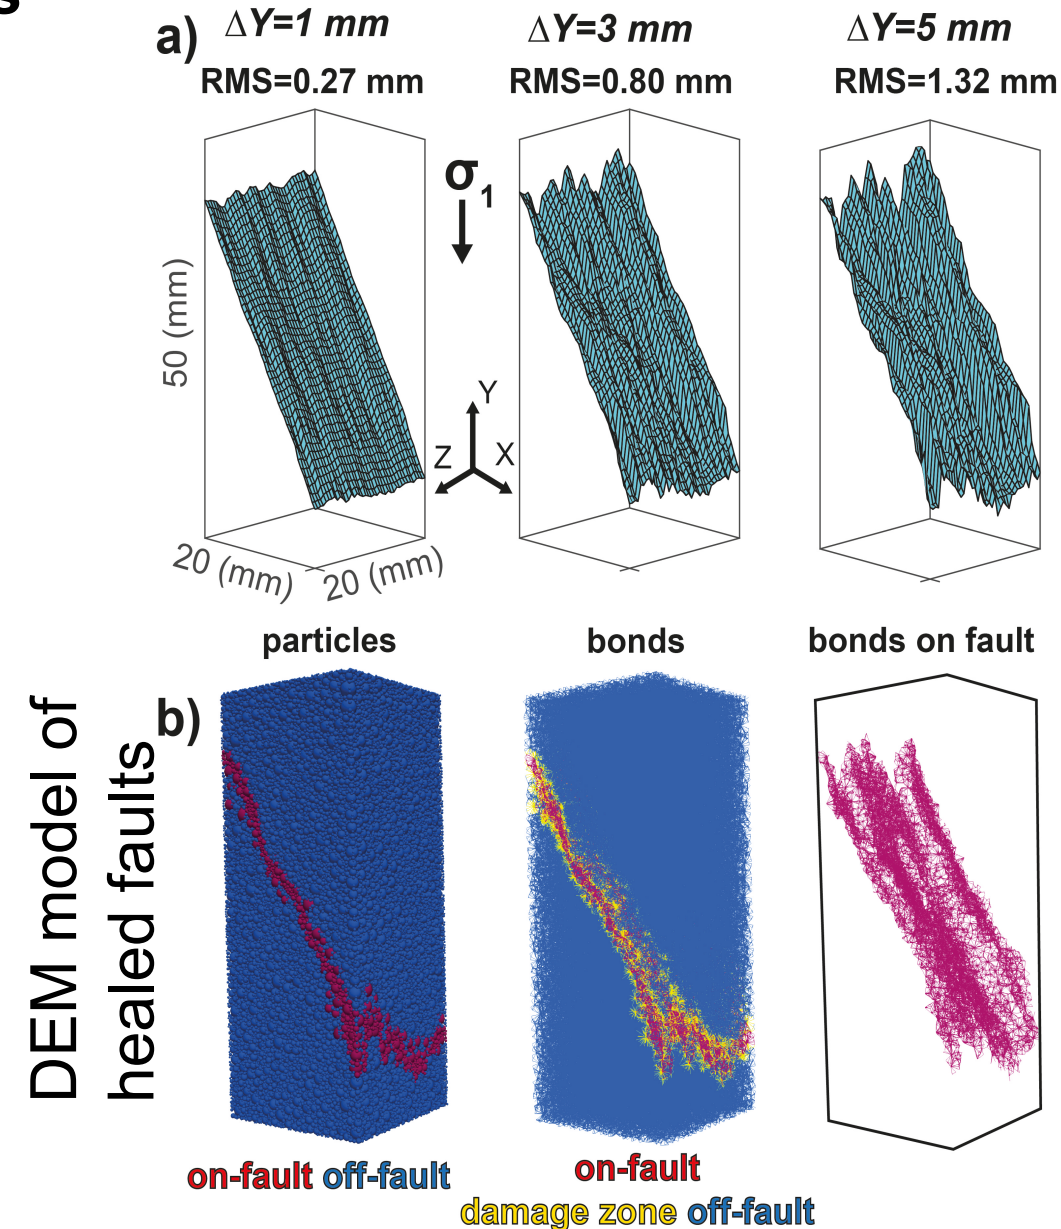 s
a)
ΔY=1 mm
ΔY=3 mm
ΔY=5 mm
RMS=0.27 mm
RMS=0.80 mm
RMS=1.32 mm
σ1
50 (mm)
Y
Z
X
20 (mm)
20 (mm)
particles
bonds
bonds on fault
b)
DEM model of
healed faults
on-fault off-fault
on-fault
damage zone off-fault